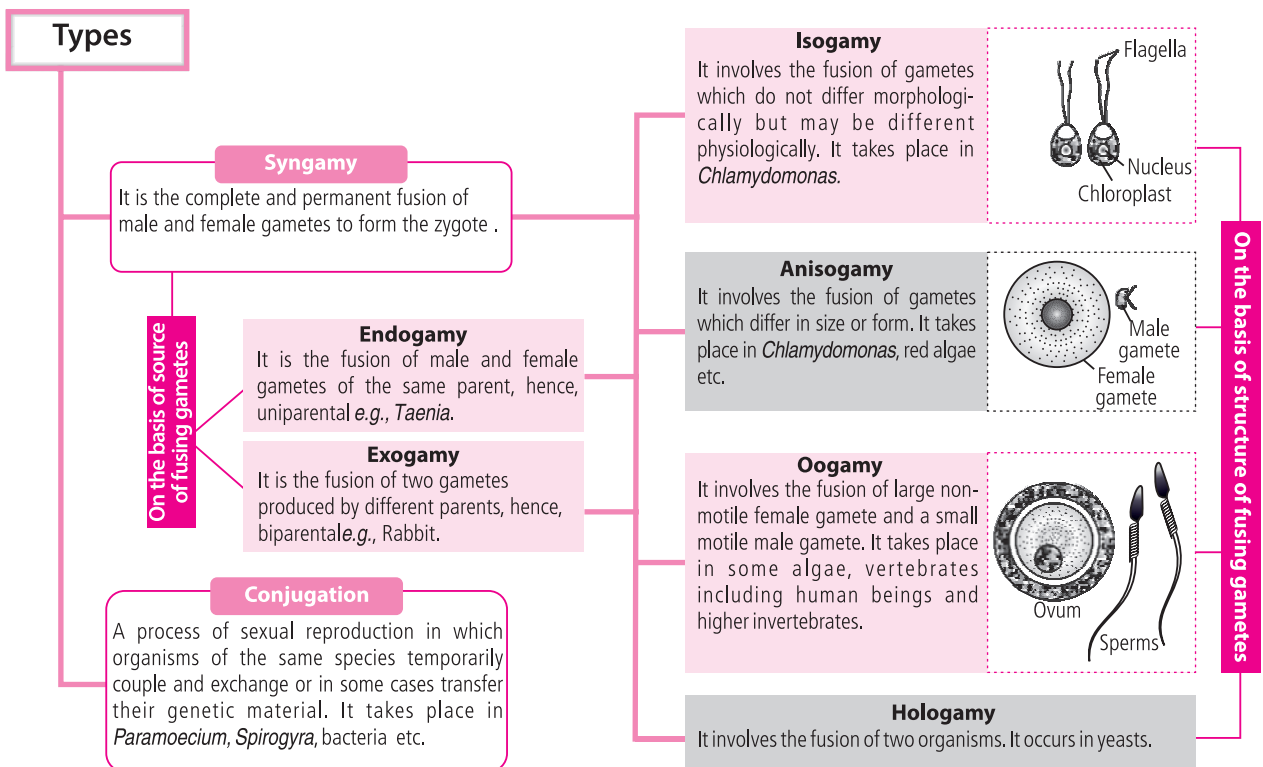 Types
Syngamy
It is the complete and permanent fusion of
male and female gametes to form the zygote .
On the basis of source
of fusing gametes
Endogamy
It is the fusion of male and female
gametes of the same parent, hence,
uniparental e.g., Taenia.
Exogamy
It is the fusion of two gametes
produced by different parents, hence,
biparentale.g., Rabbit.
Conjugation
A process of sexual reproduction in which
organisms of the same species temporarily
couple and exchange or in some cases transfer
their genetic material. It takes place in
Paramoecium, Spirogyra, bacteria etc.
Isogamy
It involves the fusion of gametes
which do not differ morphologi-
cally but may be different
physiologically. It takes place in
Chlamydomonas.
Flagella
Nucleus
Chloroplast
Anisogamy
It involves the fusion of gametes
which differ in size or form. It takes
place in Chlamydomonas, red algae
etc.
Male
gamete
Female
gamete
Oogamy
It involves the fusion of large non-
motile female gamete and a small
motile male gamete. It takes place
in some algae, vertebrates
including human beings and
higher invertebrates.
Ovum
Sperms
Hologamy
It involves the fusion of two organisms. It occurs in yeasts.
On the basis of structure of fusing gametes